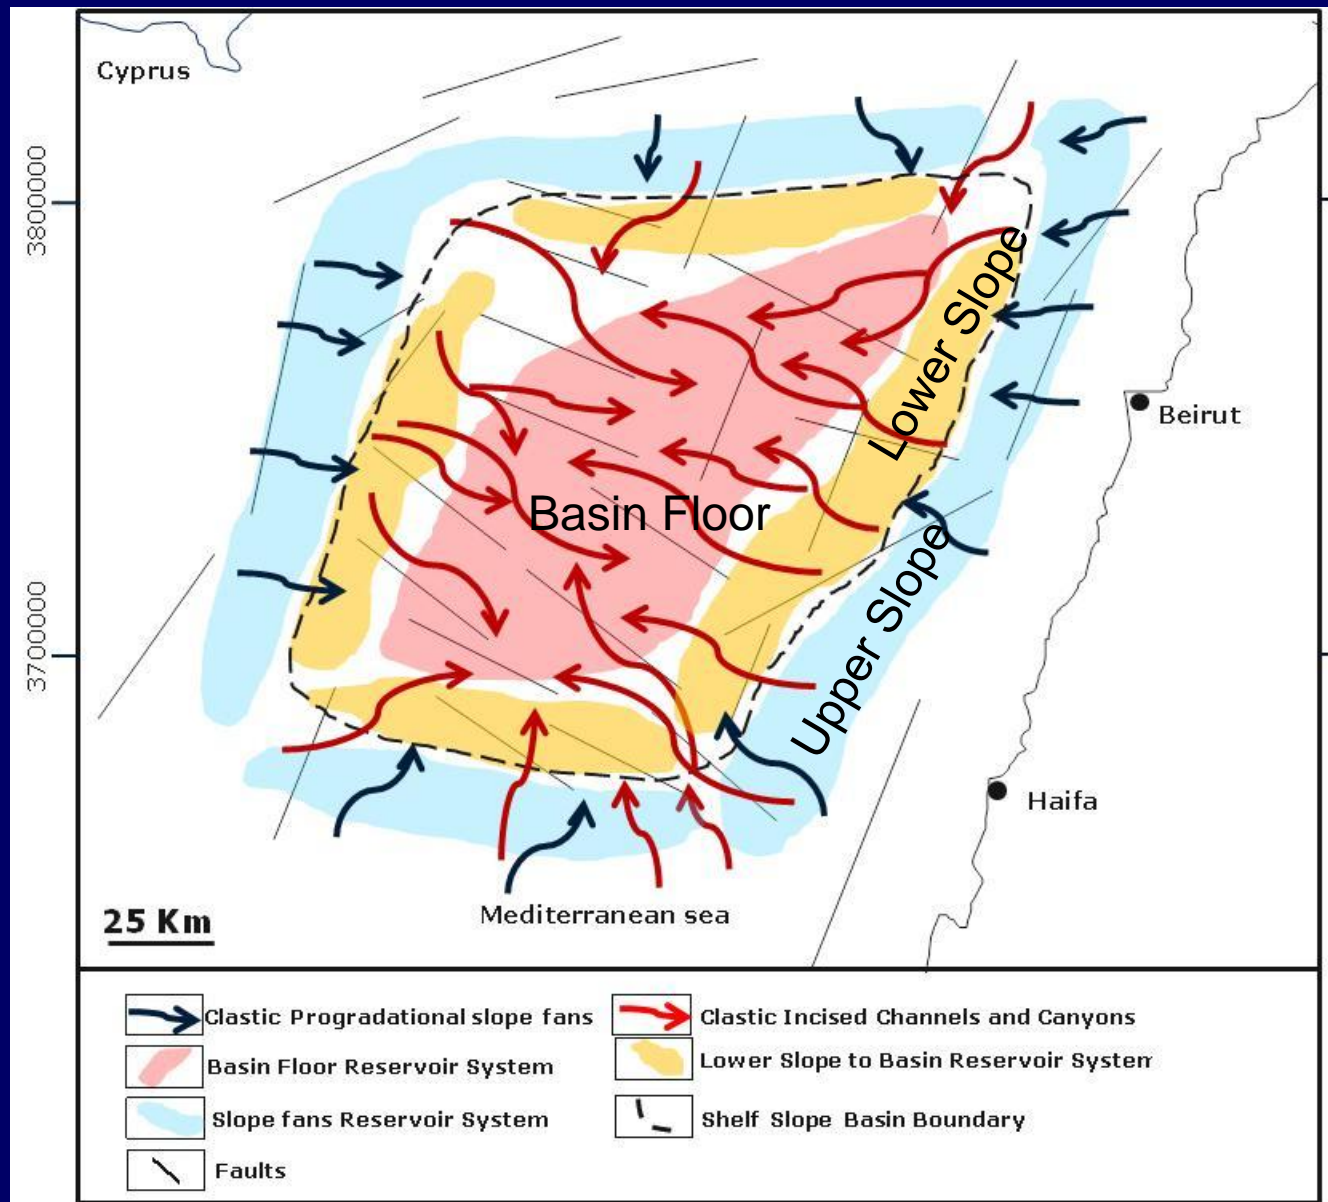 Cyprus
3800000
Lower Slope
Beirut
Basin Floor
Upper Slope
3700000
Haifa
Mediterranean sea
25 Km
Clastic Progradational slope fans
Clastic Incised Channels and Canyons
Basin Floor Reservoir System
Lower Slope to Basin Reservoir System
Slope fans Reservoir System
Shelf Slope Basin Boundary
Faults